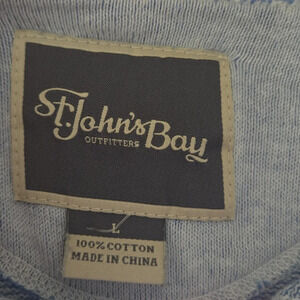 St. John's Bay
OUTFITTERS
L
100% COTTON
MADE IN CHINA